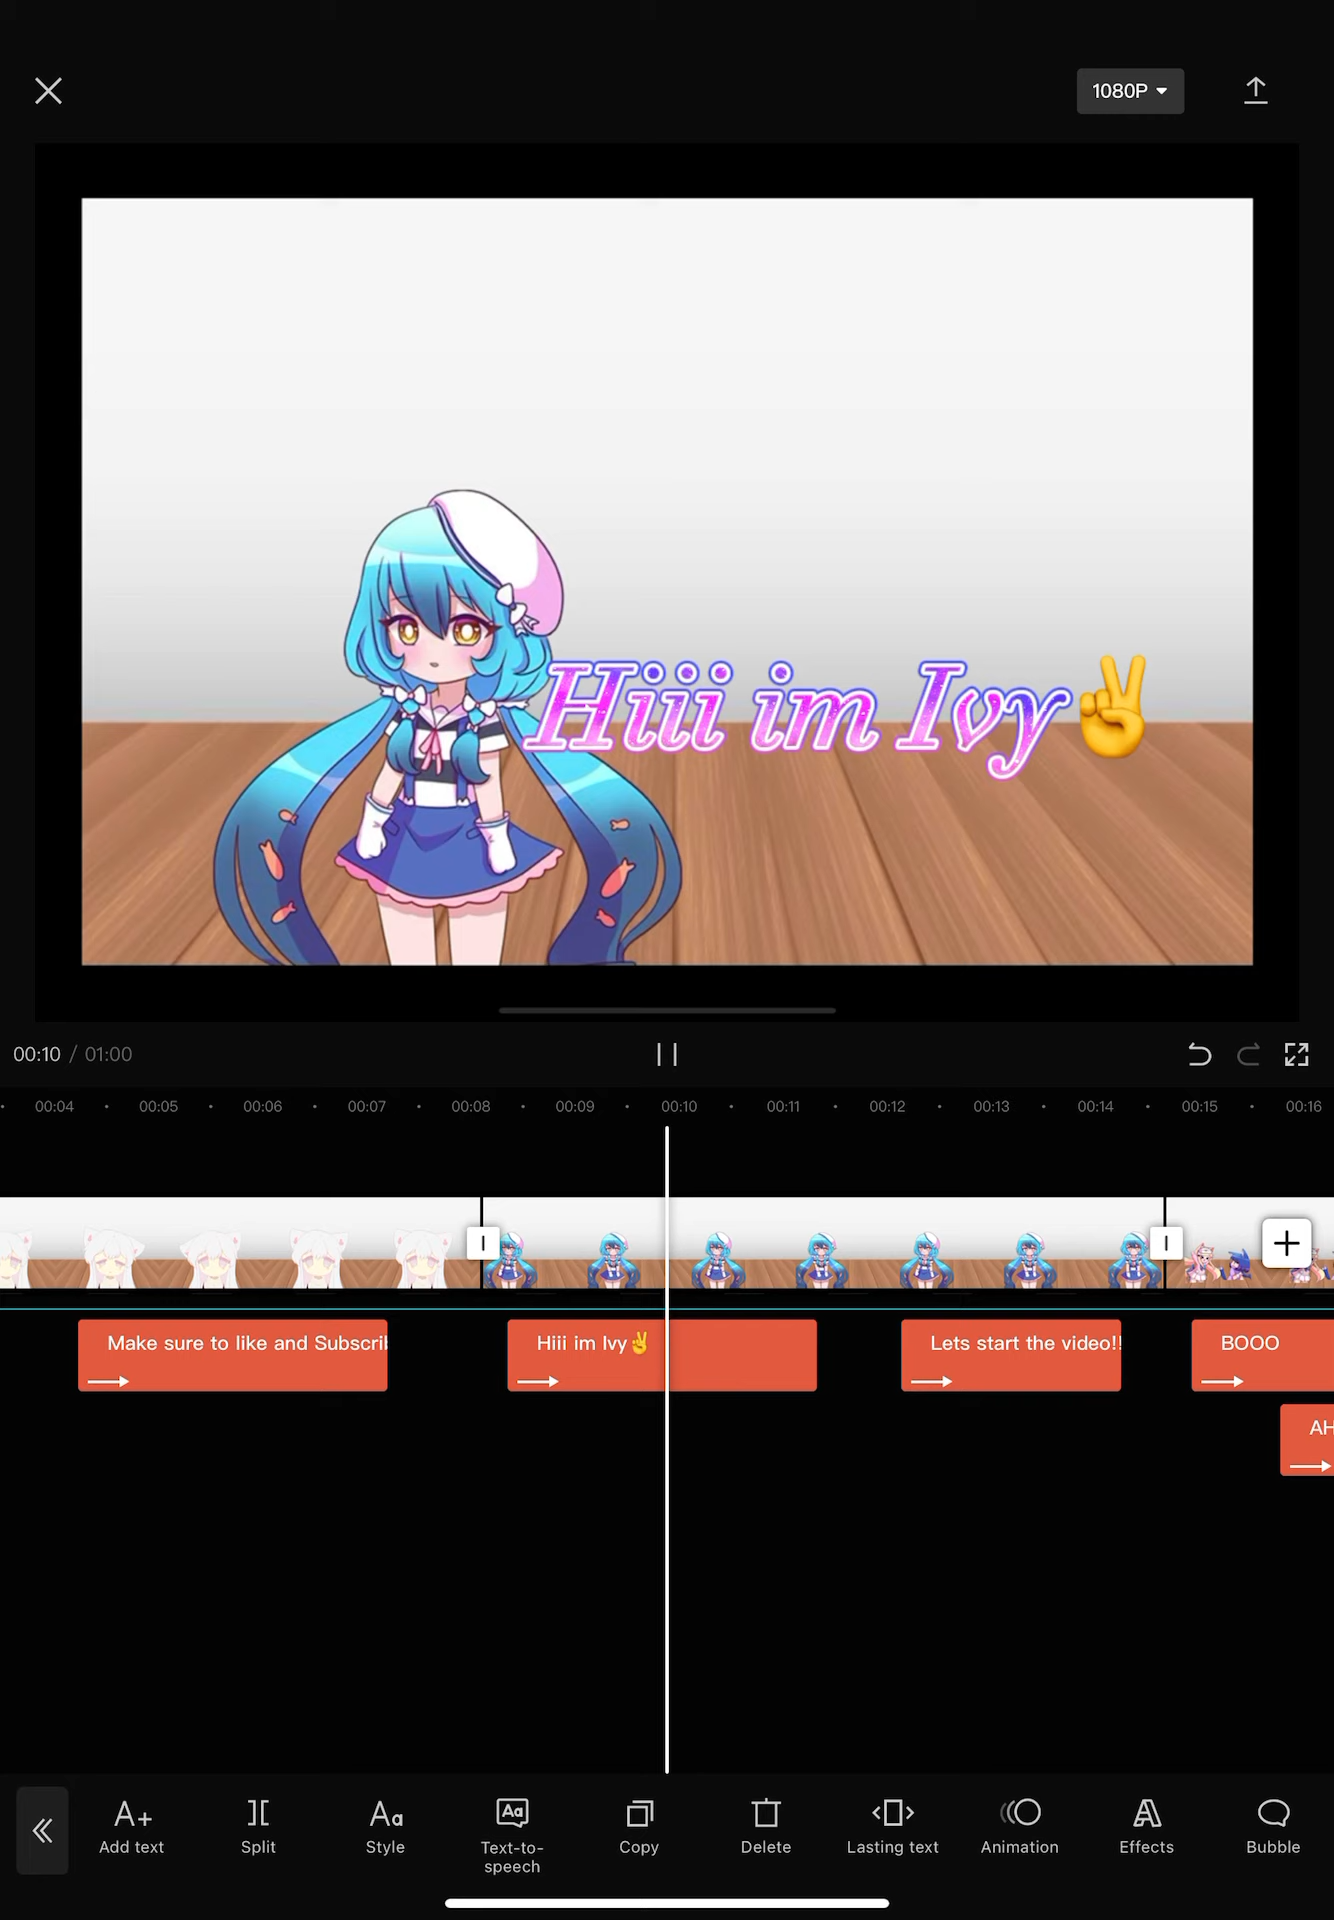 1080P
Hiii im Ivy✌️
00:10 / 01:00
00:04 00:05 00:06 00:07 00:08 00:09 00:10 00:11 00:12 00:13 00:14 00:15 00:16
Make sure to like and
Hiii im Ivy✌️
Lets start the video!!
BOOO
Add text
Split
Style
Text-to-
speech
Copy
Delete
Lasting text
Animation
Effects
Bubble